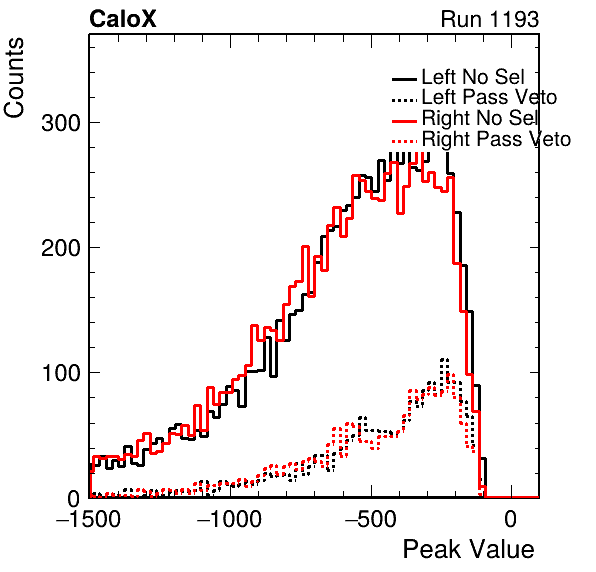 CaloX Run 1193
Counts
Left No Sel
Left Pass Veto
Right No Sel
Right Pass Veto
300
200
100
0
−1500 −1000 −500 0
Peak Value